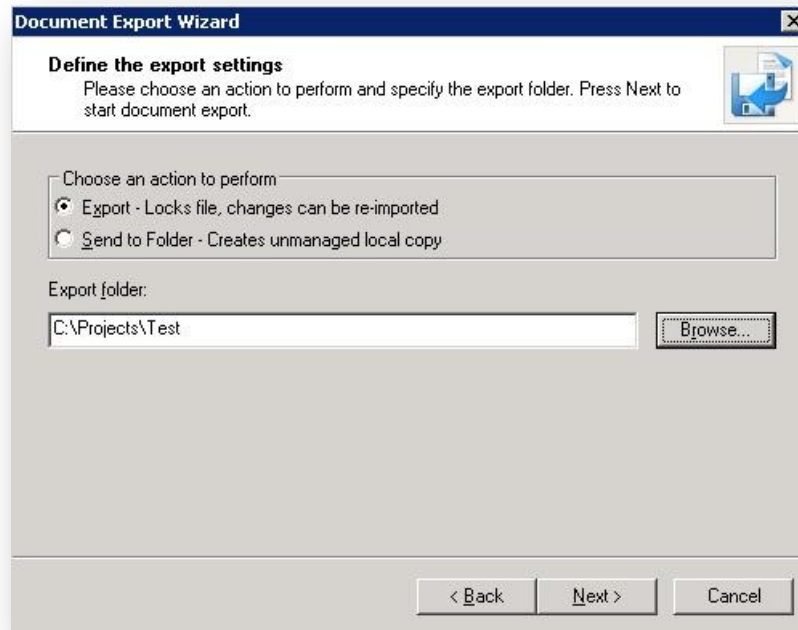 Document Export Wizard
Define the export settings
Please choose an action to perform and specify the export folder. Press Next to
start document export.
Choose an action to perform
Export - Locks file, changes can be re-imported
Send to Folder - Creates unmanaged local copy
Export folder:
C:\Projects\Test
Browse...
< Back
Next >
Cancel